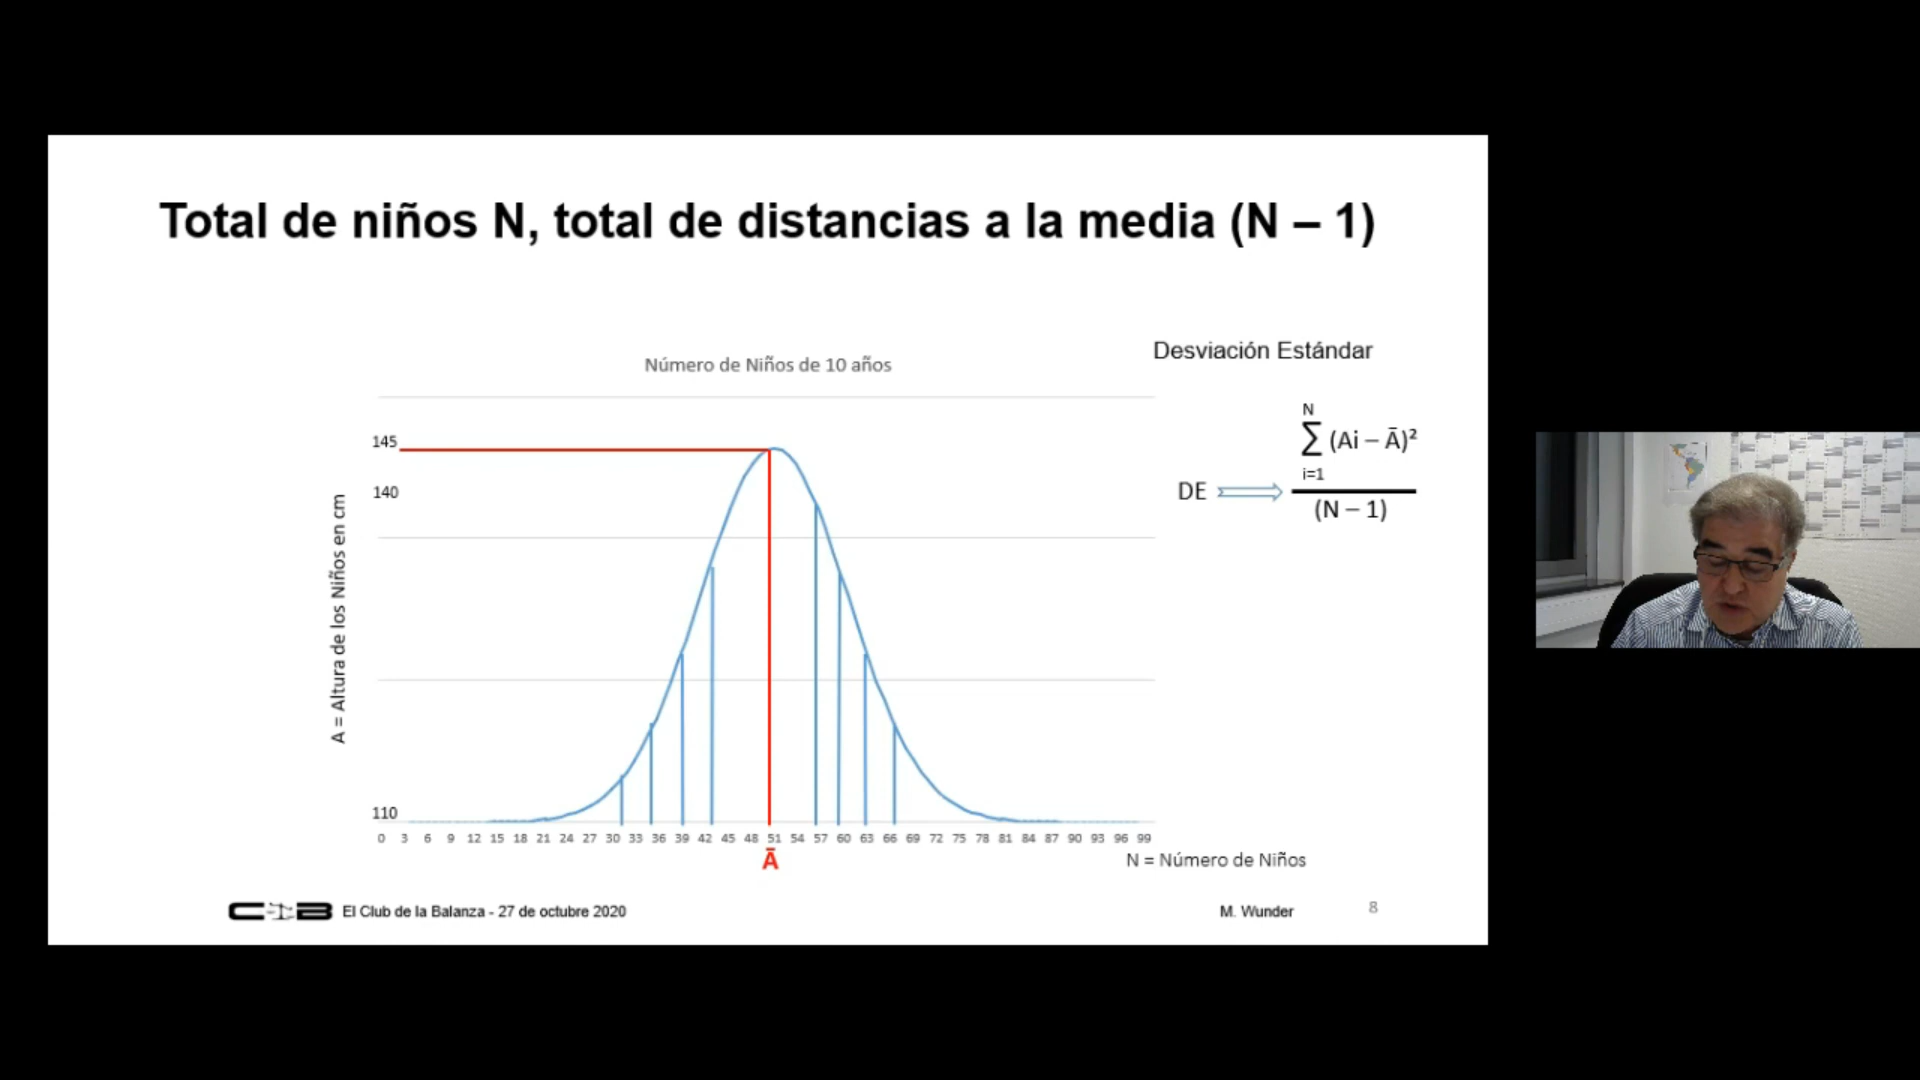 Total de niños N, total de distancias a la media (N – 1)
Desviación Estándar
Número de Niños de 10 años
N
∑ (Ai – Ā)²
i=1
DE
(N – 1)
145
140
A = Altura de los Niños en cm
110
0 3 6 9 12 15 18 21 24 27 30 33 36 39 42 45 48 51 54 57 60 63 66 69 72 75 78 81 84 87 90 93 96 99
Ā
N = Número de Niños
CB El Club de la Balanza - 27 de octubre 2020 M. Wunder 8